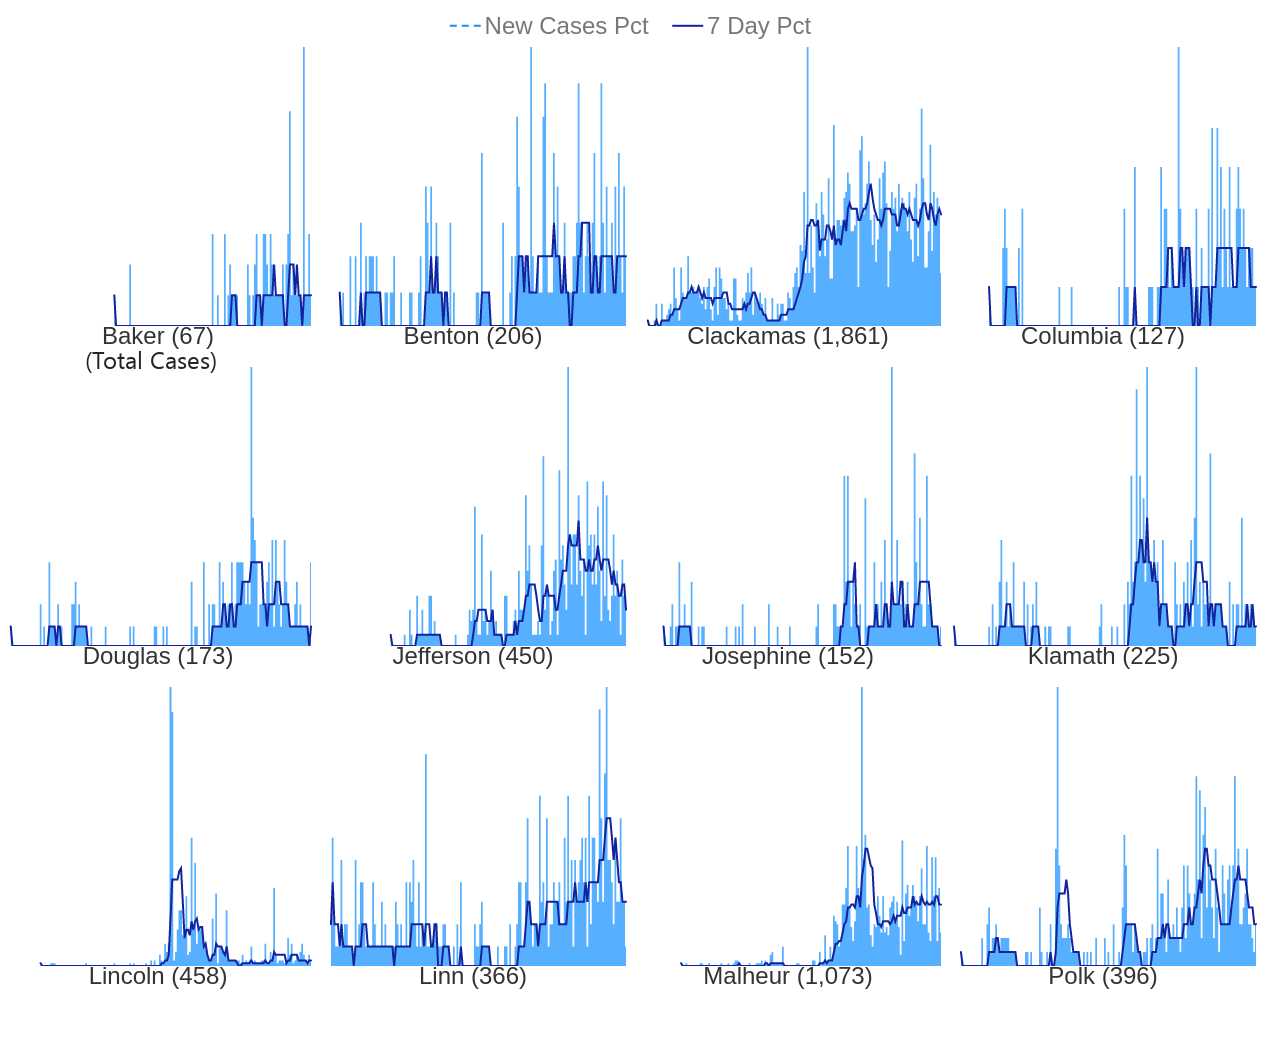 New Cases Pct 7 Day Pct
Baker (67) Benton (206) Clackamas (1,861) Columbia (127)
(Total Cases)
Douglas (173) Jefferson (450) Josephine (152) Klamath (225)
Lincoln (458) Linn (366) Malheur (1,073) Polk (396)